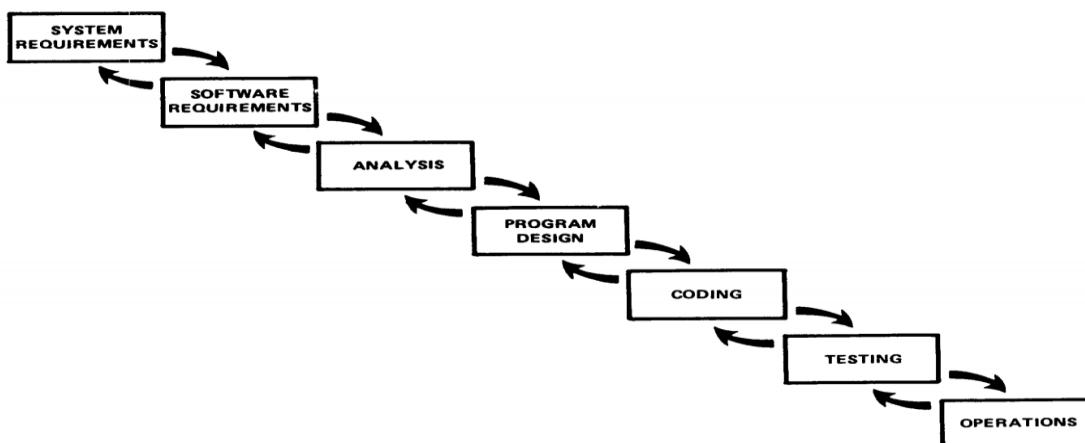 SYSTEM
REQUIREMENTS
SOFTWARE
REQUIREMENTS
ANALYSIS
PROGRAM
DESIGN
CODING
TESTING
OPERATIONS